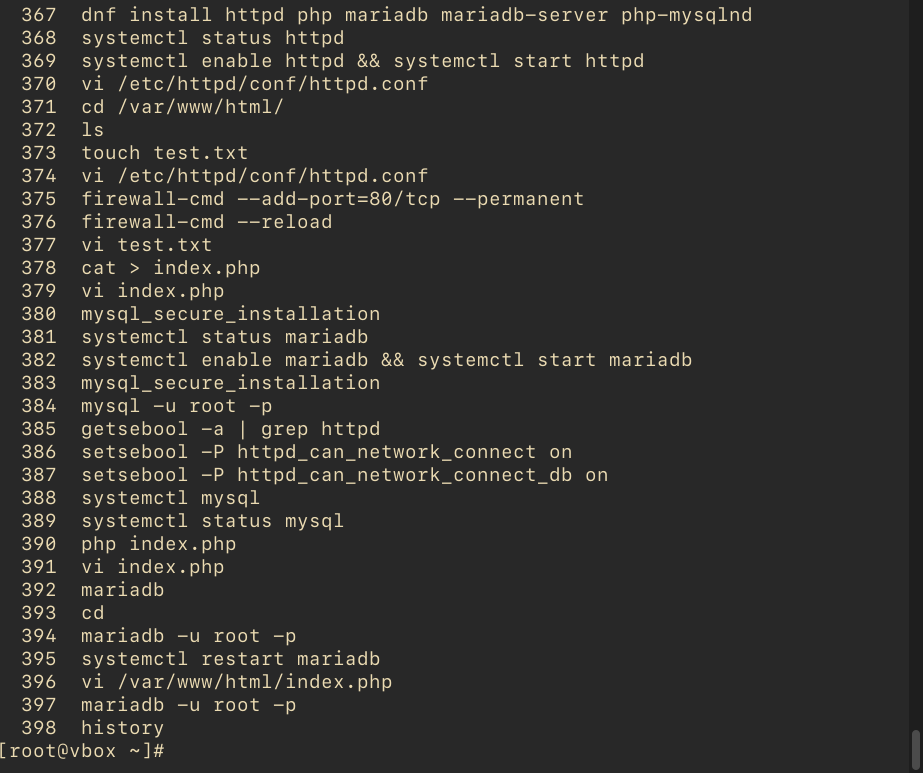 367 dnf install httpd php mariadb mariadb-server php-mysqlnd
368 systemctl status httpd
369 systemctl enable httpd && systemctl start httpd
370 vi /etc/httpd/conf/httpd.conf
371 cd /var/www/html/
372 ls
373 touch test.txt
374 vi /etc/httpd/conf/httpd.conf
375 firewall-cmd --add-port=80/tcp --permanent
376 firewall-cmd --reload
377 vi test.txt
378 cat > index.php
379 vi index.php
380 mysql_secure_installation
381 systemctl status mariadb
382 systemctl enable mariadb && systemctl start mariadb
383 mysql_secure_installation
384 mysql -u root -p
385 getsebool -a | grep httpd
386 setsebool -P httpd_can_network_connect on
387 setsebool -P httpd_can_network_connect_db on
388 systemctl mysql
389 systemctl status mysql
390 php index.php
391 vi index.php
392 mariadb
393 cd
394 mariadb -u root -p
395 systemctl restart mariadb
396 vi /var/www/html/index.php
397 mariadb -u root -p
398 history
[root@vbox ~]#